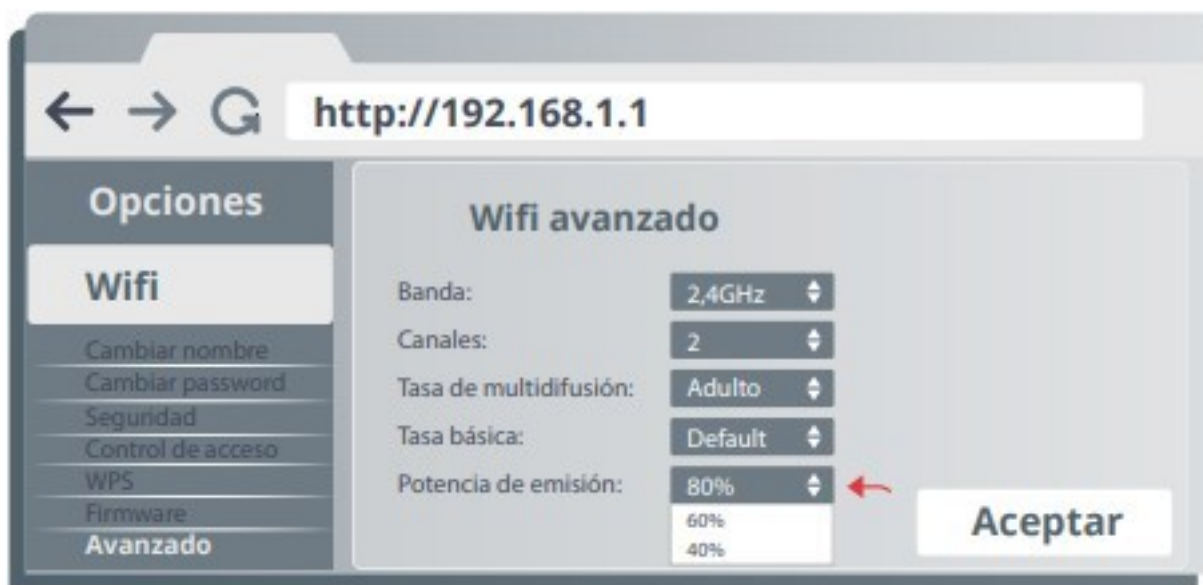 http://192.168.1.1
Opciones
Wifi
Cambiar nombre
Cambiar password
Seguridad
Control de acceso
WPS
Firmware
Avanzado
Wifi avanzado
Banda: 2,4GHz
Canales: 2
Tasa de multidifusión: Adulto
Tasa básica: Default
Potencia de emisión: 80%
60%
40%
Aceptar